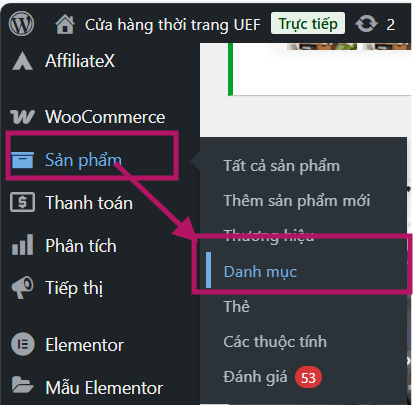 Cửa hàng thời trang UEF Trực tiếp 2
AffiliateX
WooCommerce
Sản phẩm
Thanh toán
Phân tích
Tiếp thị
Elementor
Mẫu Elementor
Tất cả sản phẩm
Thêm sản phẩm mới
Thương hiệu
Danh mục
Thẻ
Các thuộc tính
Đánh giá 53